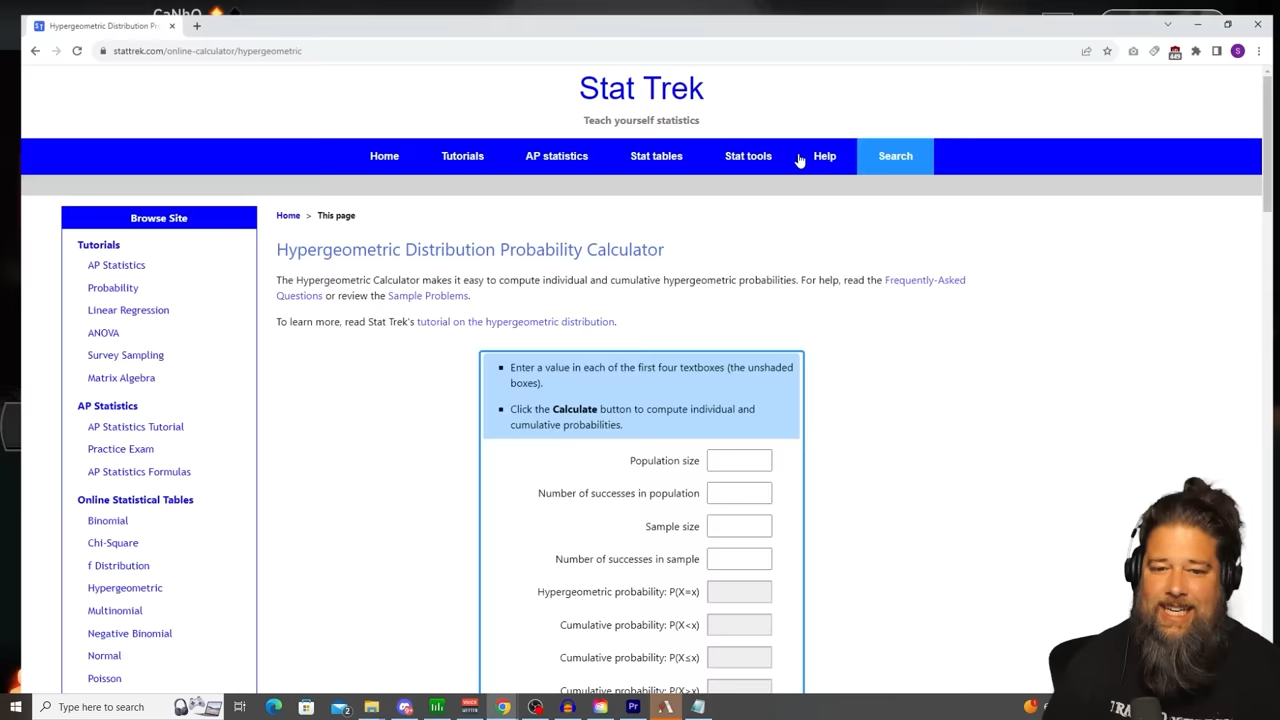 CaNhO
Hypergeometric Distribution Pr
stattrek.com/online-calculator/hypergeometric
449
S
Stat Trek
Teach yourself statistics
Home Tutorials AP statistics Stat tables Stat tools Help Search
Browse Site
Tutorials
AP Statistics
Probability
Linear Regression
ANOVA
Survey Sampling
Matrix Algebra
AP Statistics
AP Statistics Tutorial
Practice Exam
AP Statistics Formulas
Online Statistical Tables
Binomial
Chi-Square
f Distribution
Hypergeometric
Multinomial
Negative Binomial
Normal
Poisson
Home > This page
Hypergeometric Distribution Probability Calculator
The Hypergeometric Calculator makes it easy to compute individual and cumulative hypergeometric probabilities. For help, read the Frequently-Asked
Questions or review the Sample Problems.
To learn more, read Stat Trek's tutorial on the hypergeometric distribution.
Enter a value in each of the first four textboxes (the unshaded
boxes).
Click the Calculate button to compute individual and
cumulative probabilities.
Population size
Number of successes in population
Sample size
Number of successes in sample
Hypergeometric probability: P(X=x)
Cumulative probability: P(X<x)
Cumulative probability: P(X≤x)
Cumulative probability: P(X>x)
Type here to search